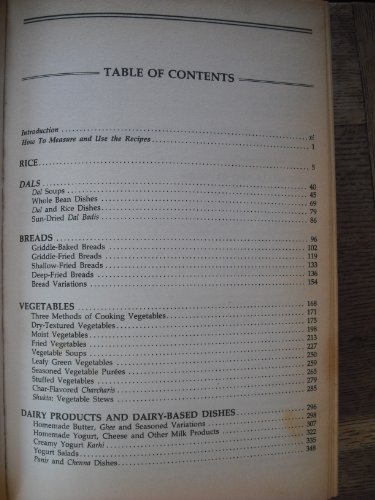 TABLE OF CONTENTS
Introduction xi
How To Measure and Use the Recipes 1
RICE 5
DALS 40
Dal Soups 45
Whole Bean Dishes 69
Dal and Rice Dishes 79
Sun-Dried Dal Badis 86
BREADS 96
Griddle-Baked Breads 102
Griddle-Fried Breads 119
Shallow-Fried Breads 133
Deep-Fried Breads 136
Bread Variations 154
VEGETABLES 168
Three Methods of Cooking Vegetables 171
Dry-Textured Vegetables 175
Moist Vegetables 198
Fried Vegetables 213
Vegetable Soups 227
Leafy Green Vegetables 250
Seasoned Vegetable Purées 265
Stuffed Vegetables 279
Char-Flavored Charcharis 285
Shukta: Vegetable Stews
DAIRY PRODUCTS AND DAIRY-BASED DISHES 296
Homemade Butter, Ghee and Seasoned Variations 298
Homemade Yogurt, Cheese and Other Milk Products 307
Creamy Yogurt Karhi 322
Yogurt Salads 335
Panir and Chenna Dishes 348